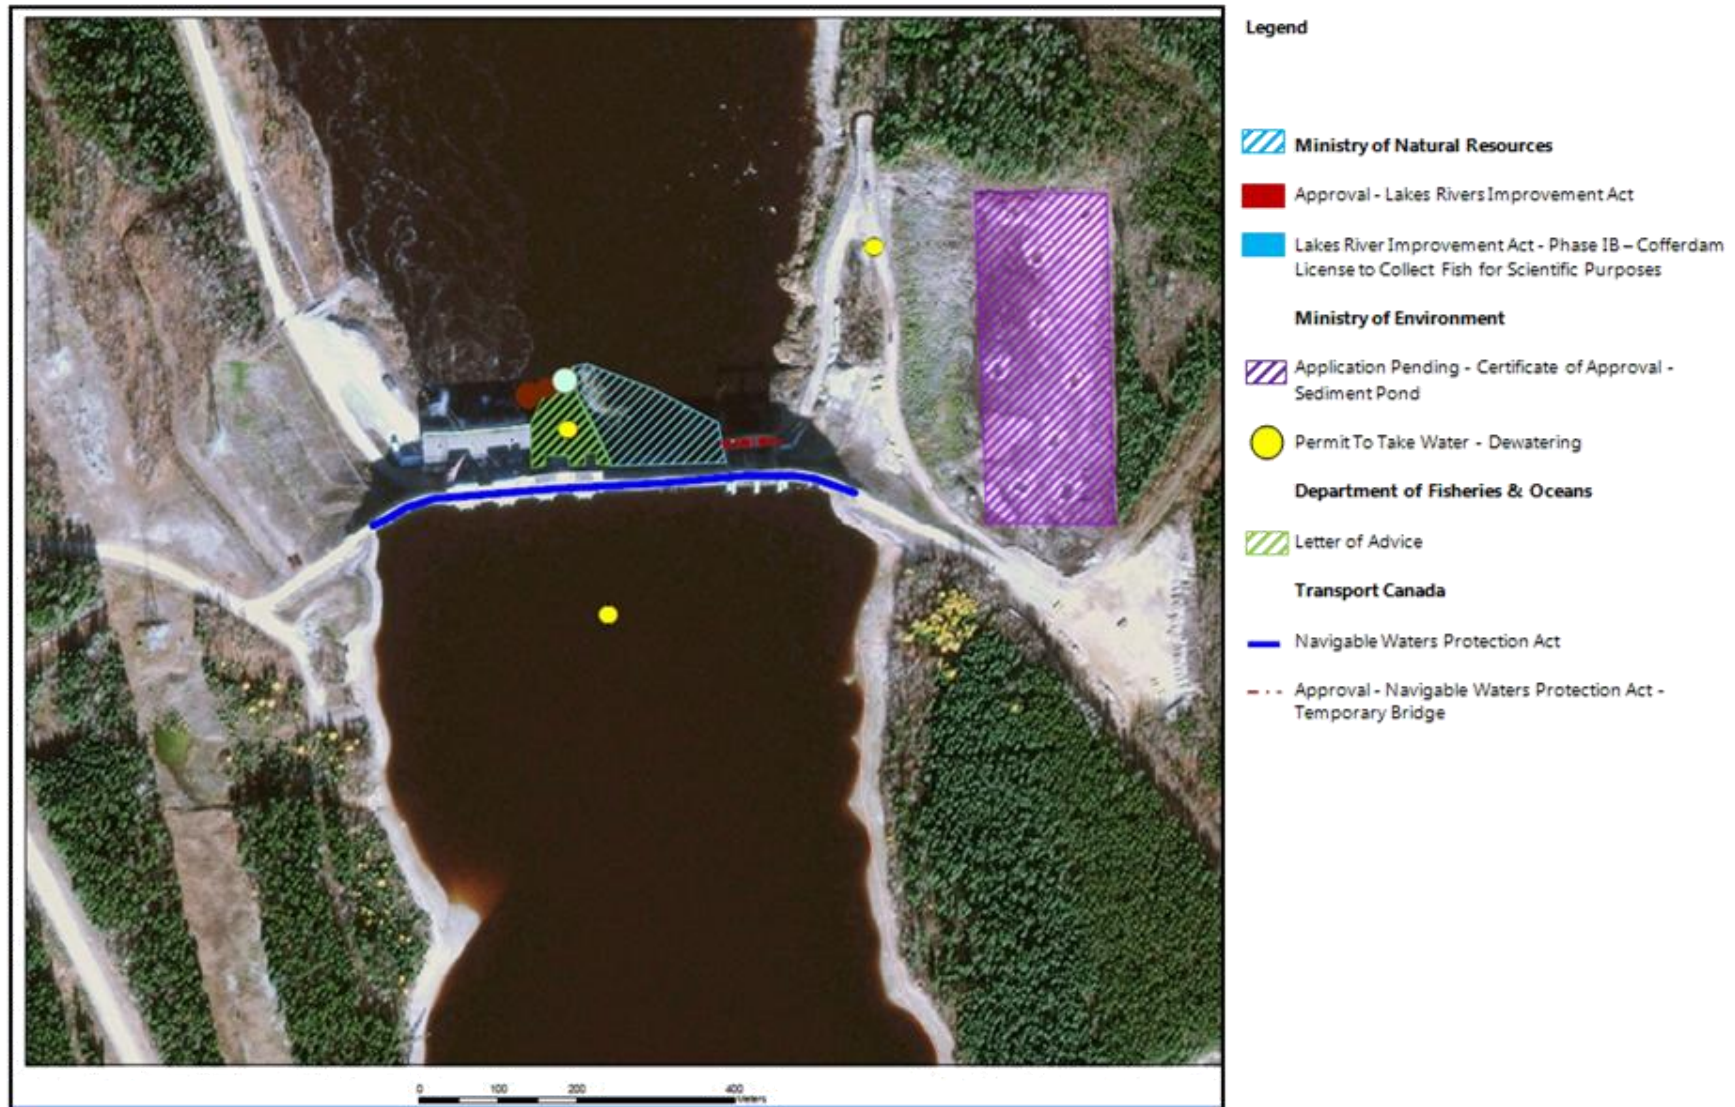 Legend
Ministry of Natural Resources
Approval - Lakes Rivers Improvement Act
Lakes River Improvement Act - Phase IB – Cofferdam
License to Collect Fish for Scientific Purposes
Ministry of Environment
Application Pending - Certificate of Approval -
Sediment Pond
Permit To Take Water - Dewatering
Department of Fisheries & Oceans
Letter of Advice
Transport Canada
Navigable Waters Protection Act
Approval - Navigable Waters Protection Act -
Temporary Bridge
0 100 200 400
Meters